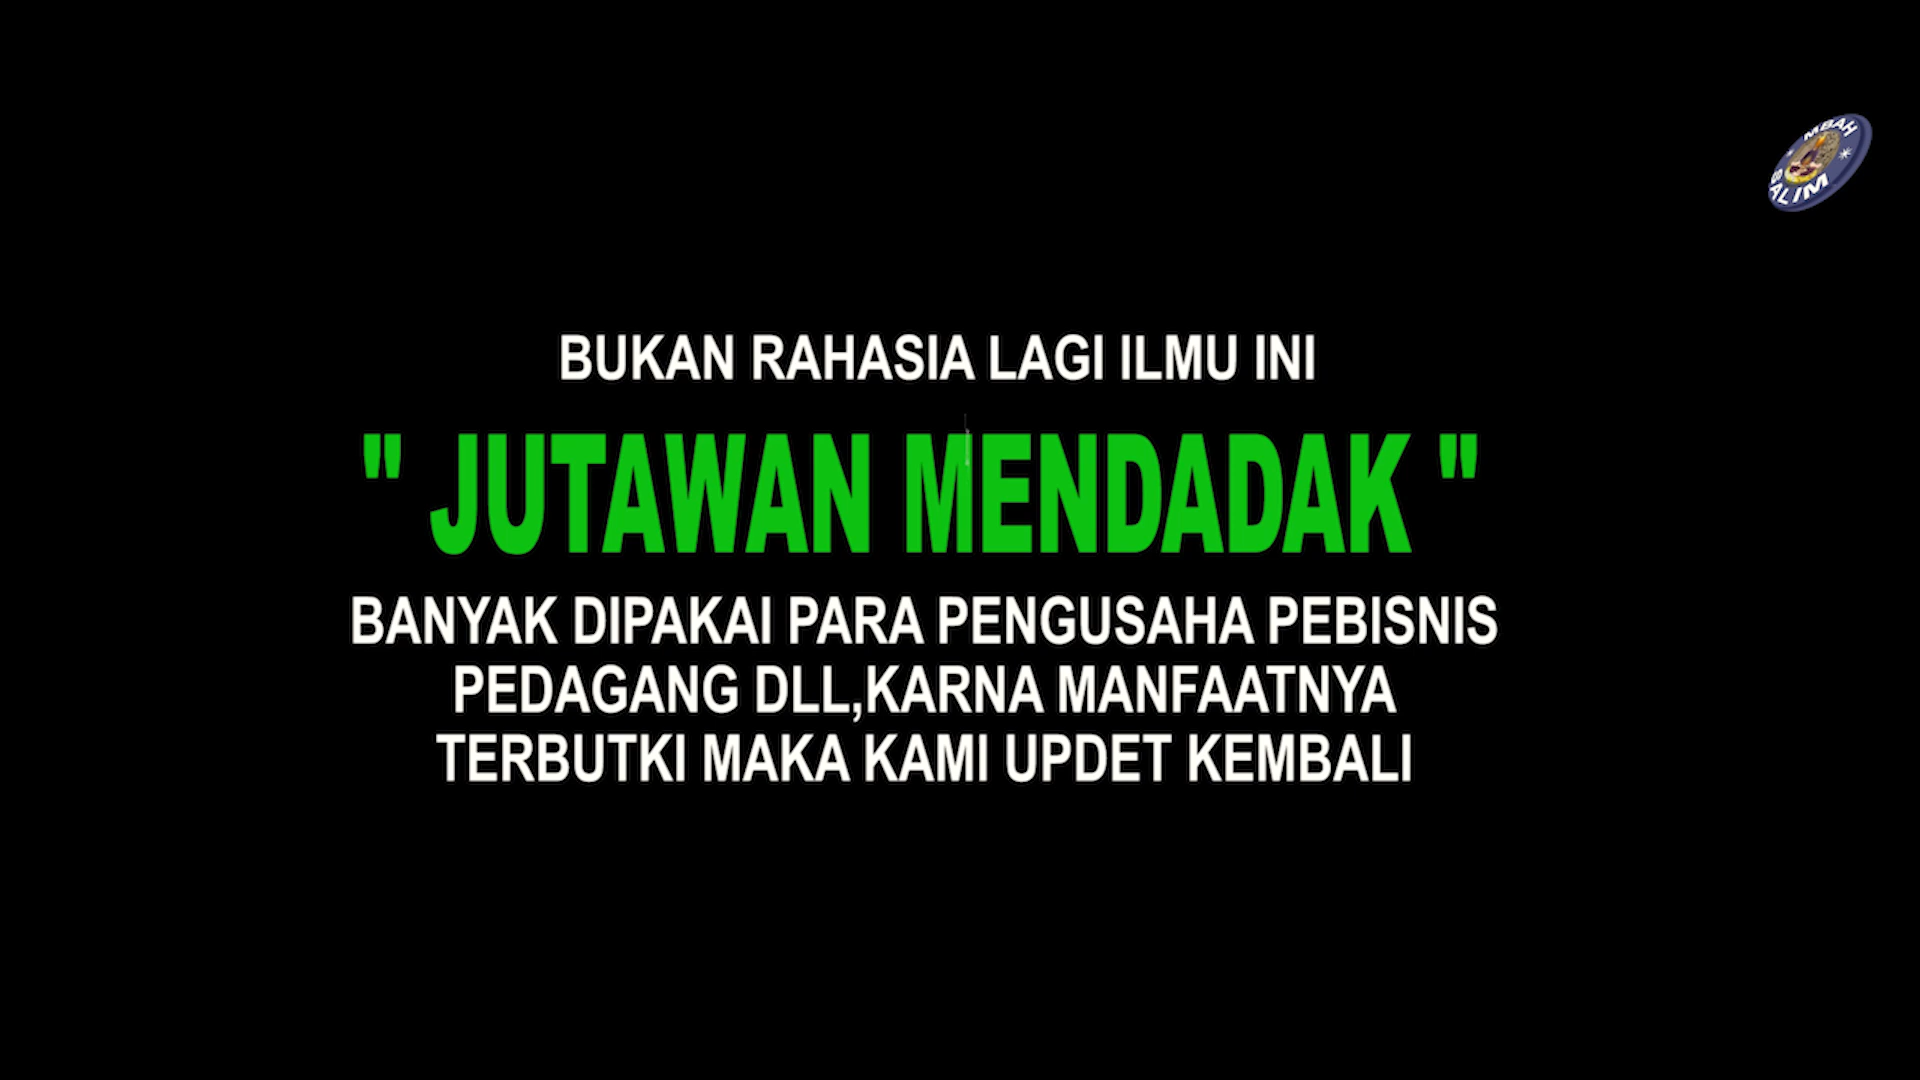 MBAH
SALIM
BUKAN RAHASIA LAGI ILMU INI
" JUTAWAN MENDADAK "
BANYAK DIPAKAI PARA PENGUSAHA PEBISNIS
PEDAGANG DLL,KARNA MANFAATNYA
TERBUTKI MAKA KAMI UPDET KEMBALI